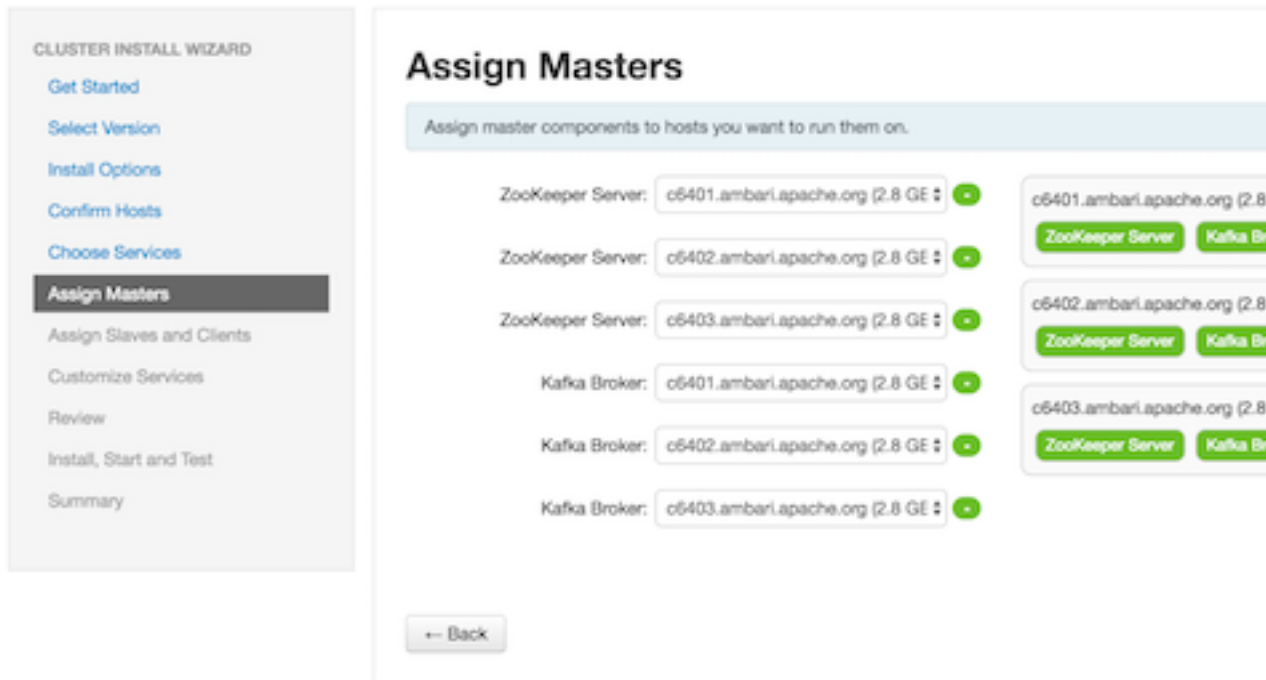 CLUSTER INSTALL WIZARD
Get Started
Select Version
Install Options
Confirm Hosts
Choose Services
Assign Masters
Assign Slaves and Clients
Customize Services
Review
Install, Start and Test
Summary
Assign Masters
Assign master components to hosts you want to run them on.
ZooKeeper Server: c6401.ambari.apache.org (2.8 GE -
ZooKeeper Server: c6402.ambari.apache.org (2.8 GE -
ZooKeeper Server: c6403.ambari.apache.org (2.8 GE -
Kafka Broker: c6401.ambari.apache.org (2.8 GE -
Kafka Broker: c6402.ambari.apache.org (2.8 GE -
Kafka Broker: c6403.ambari.apache.org (2.8 GE -
c6401.ambari.apache.org (2.8
ZooKeeper Server Kafka Br
c6402.ambari.apache.org (2.8
ZooKeeper Server Kafka Br
c6403.ambari.apache.org (2.8
ZooKeeper Server Kafka Br
← Back